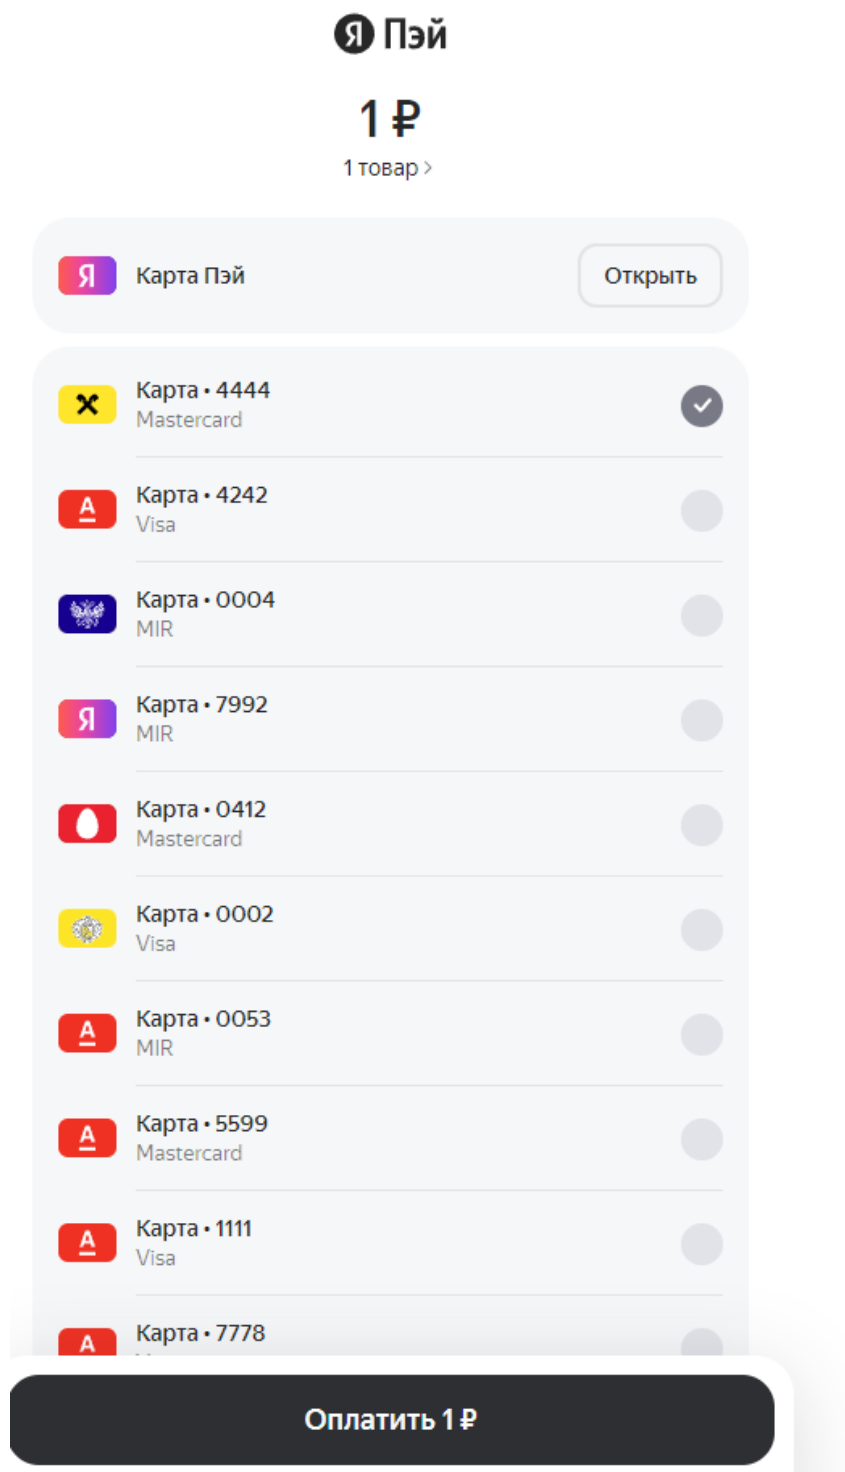 Я Пэй
1 ₽
1 товар >
Я Карта Пэй Открыть
Карта • 4444
Mastercard
А Карта • 4242
Visa
Карта • 0004
MIR
Я Карта • 7992
MIR
Карта • 0412
Mastercard
Карта • 0002
Visa
А Карта • 0053
MIR
А Карта • 5599
Mastercard
А Карта • 1111
Visa
А Карта • 7778
Оплатить 1 ₽